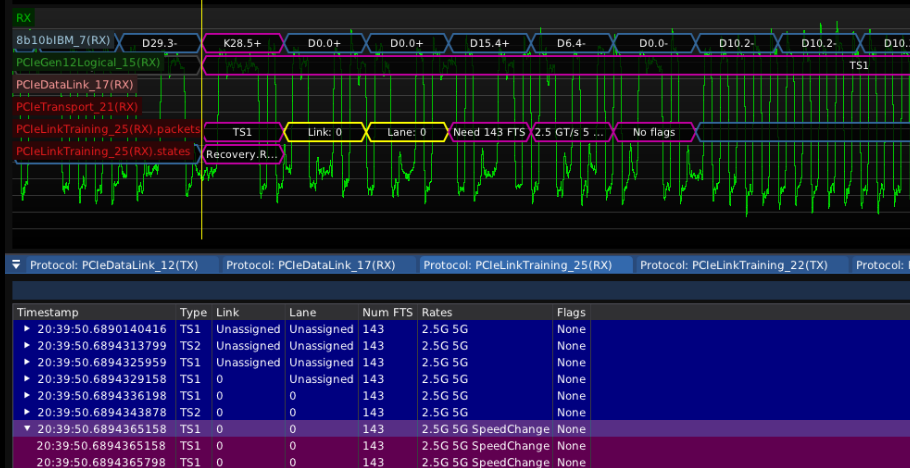 RX
8b10bIBM_7(RX) D29.3- K28.5+ D0.0+ D0.0+ D15.4+ D6.4- D0.0- D10.2- D10.2- D10.
PCIeGen12Logical_15(RX) TS1
PCIeDataLink_17(RX)
PCIeTransport_21(RX)
PCIeLinkTraining_25(RX).packets TS1 Link: 0 Lane: 0 Need 143 FTS 2.5 GT/s 5 ... No flags
PCIeLinkTraining_25(RX).states Recovery.R...
Protocol: PCIeDataLink_12(TX) Protocol: PCIeDataLink_17(RX) Protocol: PCIeLinkTraining_25(RX) Protocol: PCIeLinkTraining_22(TX) Protocol: PCIe
Timestamp Type Link Lane Num FTS Rates Flags
20:39:50.6890140416 TS1 Unassigned Unassigned 143 2.5G 5G None
20:39:50.6894313799 TS2 Unassigned Unassigned 143 2.5G 5G None
20:39:50.6894325959 TS1 Unassigned Unassigned 143 2.5G 5G None
20:39:50.6894329158 TS1 0 Unassigned 143 2.5G 5G None
20:39:50.6894336198 TS1 0 0 143 2.5G 5G None
20:39:50.6894343878 TS2 0 0 143 2.5G 5G None
20:39:50.6894365158 TS1 0 0 143 2.5G 5G SpeedChange None
20:39:50.6894365158 TS1 0 0 143 2.5G 5G SpeedChange None
20:39:50.6894365798 TS1 0 0 143 2.5G 5G SpeedChange None